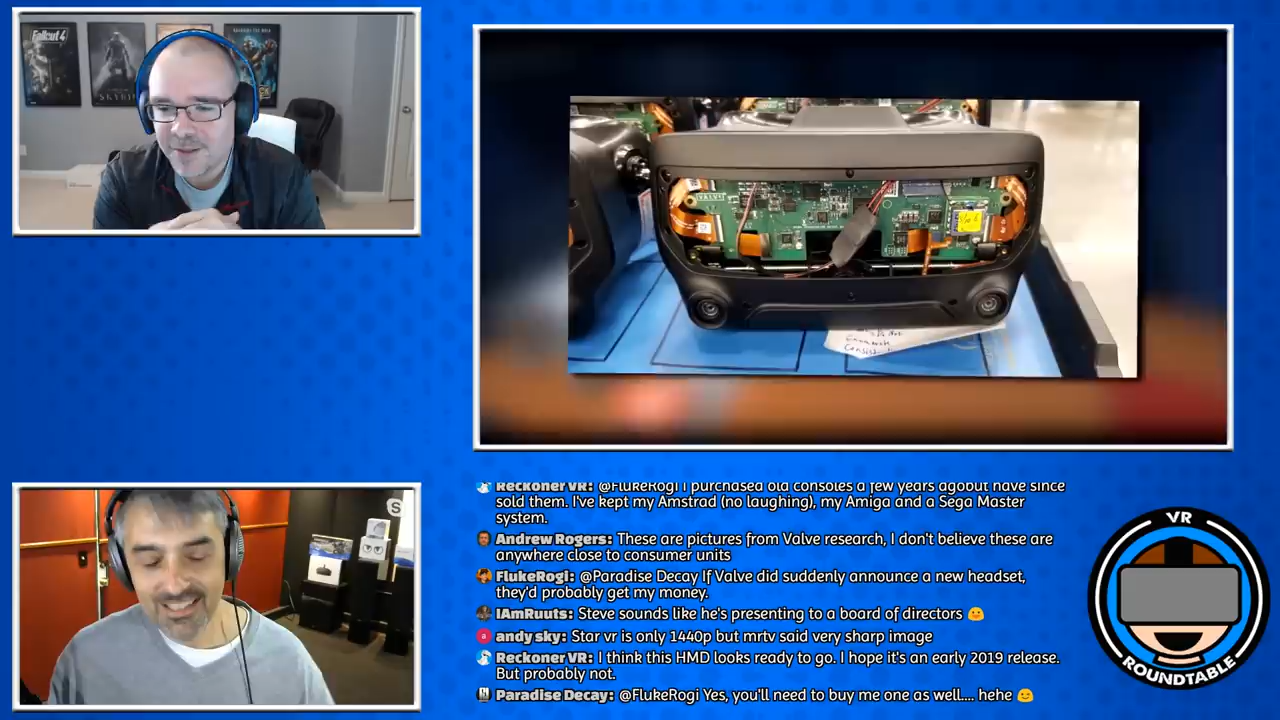 Fallout 4
SKYRIM
VALVE
Reckoner VR: @FlukeRogi I purchased old consoles a few years agobut have since
sold them. I've kept my Amstrad (no laughing), my Amiga and a Sega Master
system.
Andrew Rogers: These are pictures from Valve research, I don't believe these are
anywhere close to consumer units
FlukeRogi: @Paradise Decay If Valve did suddenly announce a new headset,
they'd probably get my money.
IAmRuuts: Steve sounds like he's presenting to a board of directors
a andy sky: Star vr is only 1440p but mrtv said very sharp image
Reckoner VR: I think this HMD looks ready to go. I hope it's an early 2019 release.
But probably not.
Paradise Decay: @FlukeRogi Yes, you'll need to buy me one as well.... hehe
VR
ROUNDTABLE